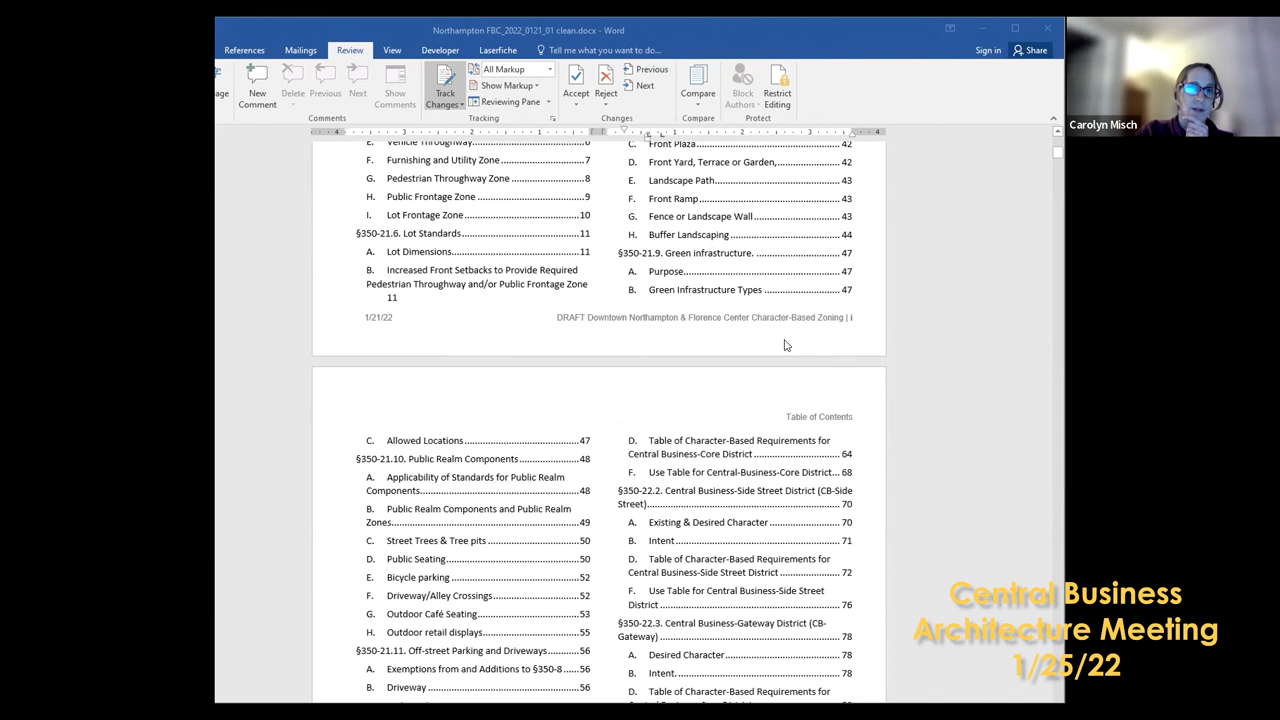 Northampton FBC_2022_0121_01 clean.docx - Word
References Mailings Review View Developer Laserfiche Tell me what you want to do... Sign in Share
New Comment Delete Previous Next Show Comments
Comments
Track Changes All Markup Show Markup Reviewing Pane
Tracking
Accept Reject Previous Next
Changes
Compare
Compare
Block Authors Restrict Editing
Protect
Carolyn Misch
E. Vehicle Throughway 6
F. Furnishing and Utility Zone 7
G. Pedestrian Throughway Zone 8
H. Public Frontage Zone 9
I. Lot Frontage Zone 10
§350-21.6. Lot Standards 11
A. Lot Dimensions 11
B. Increased Front Setbacks to Provide Required
Pedestrian Throughway and/or Public Frontage Zone
11
C. Front Plaza 42
D. Front Yard, Terrace or Garden, 42
E. Landscape Path 43
F. Front Ramp 43
G. Fence or Landscape Wall 43
H. Buffer Landscaping 44
§350-21.9. Green infrastructure. 47
A. Purpose 47
B. Green Infrastructure Types 47
1/21/22 DRAFT Downtown Northampton & Florence Center Character-Based Zoning | ii
Table of Contents
C. Allowed Locations 47
§350-21.10. Public Realm Components 48
A. Applicability of Standards for Public Realm
Components 48
B. Public Realm Components and Public Realm
Zones 49
C. Street Trees & Tree pits 50
D. Public Seating 50
E. Bicycle parking 52
F. Driveway/Alley Crossings 52
G. Outdoor Café Seating 53
H. Outdoor retail displays 55
§350-21.11. Off-street Parking and Driveways 56
A. Exemptions from and Additions to §350-8 56
B. Driveway 56
D. Table of Character-Based Requirements for
Central Business-Core District 64
F. Use Table for Central-Business-Core District 68
§350-22.2. Central Business-Side Street District (CB-Side
Street) 70
A. Existing & Desired Character 70
B. Intent 71
D. Table of Character-Based Requirements for
Central Business-Side Street District 72
F. Use Table for Central Business-Side Street
District 76
§350-22.3. Central Business-Gateway District (CB-
Gateway) 78
A. Desired Character 78
B. Intent. 78
D. Table of Character-Based Requirements for
Central Business
Architecture Meeting
1/25/22